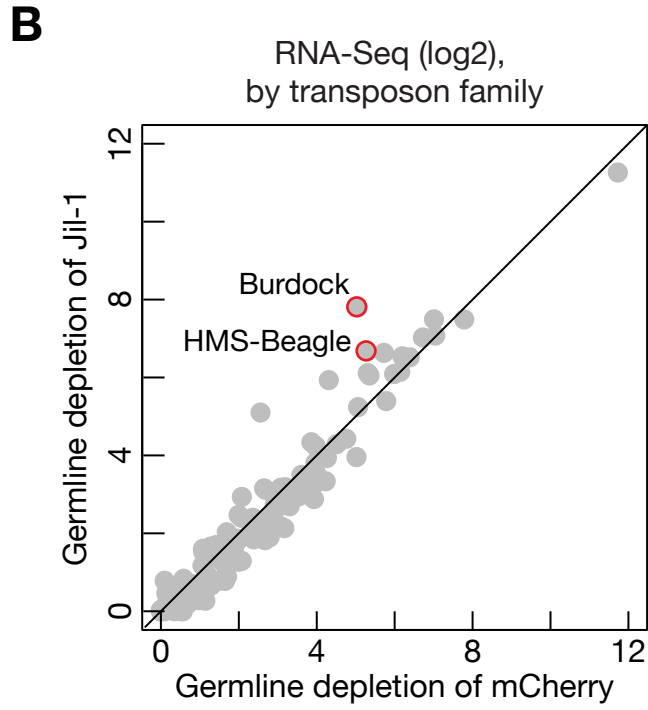 B
RNA-Seq (log2),
by transposon family
Germline depletion of Jil-1
12
8
4
0
Burdock
HMS-Beagle
0 4 8 12
Germline depletion of mCherry